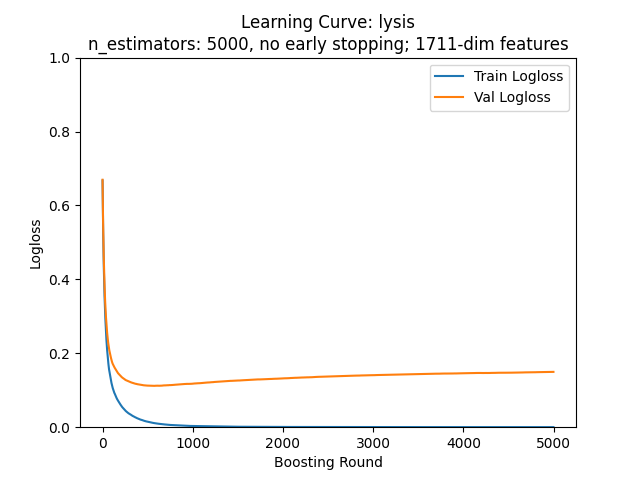 Learning Curve: lysis
n_estimators: 5000, no early stopping; 1711-dim features
Train Logloss
Val Logloss
1.0
0.8
0.6
0.4
0.2
0.0
Logloss
0 1000 2000 3000 4000 5000
Boosting Round